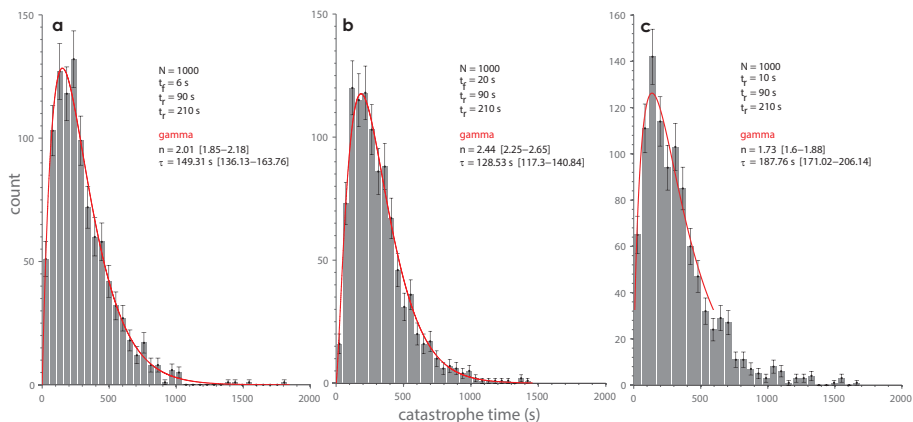 a
N = 1000
t_f = 6 s
t_r = 90 s
t_r = 210 s
gamma
n = 2.01 [1.85–2.18]
τ = 149.31 s [136.13–163.76]
150
100
50
0
count
0
500
1000
1500
2000
b
N = 1000
t_f = 20 s
t_r = 90 s
t_r = 210 s
gamma
n = 2.44 [2.25–2.65]
τ = 128.53 s [117.3–140.84]
150
100
50
0
0
500
1000
1500
2000
catastrophe time (s)
c
N = 1000
t_r = 10 s
t_r = 90 s
t_r = 210 s
gamma
n = 1.73 [1.6–1.88]
τ = 187.76 s [171.02–206.14]
160
140
120
100
80
60
40
20
0
0
500
1000
1500
2000